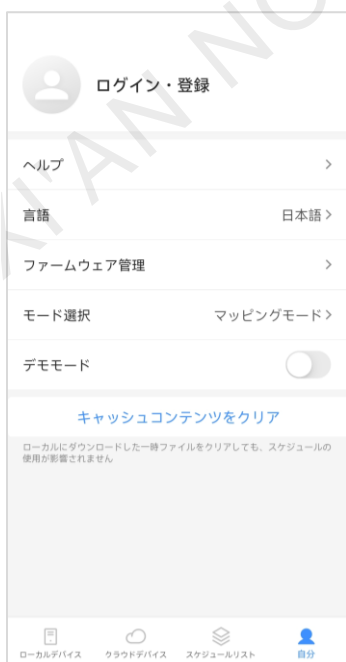 ログイン・登録
ヘルプ
言語 日本語
ファームウェア管理
モード選択 マッピングモード
デモモード
キャッシュコンテンツをクリア
ローカルにダウンロードした一時ファイルをクリアしても、スケジュールの
使用が影響されません
ローカルデバイス クラウドデバイス スケジュールリスト 自分
XI'AN NO